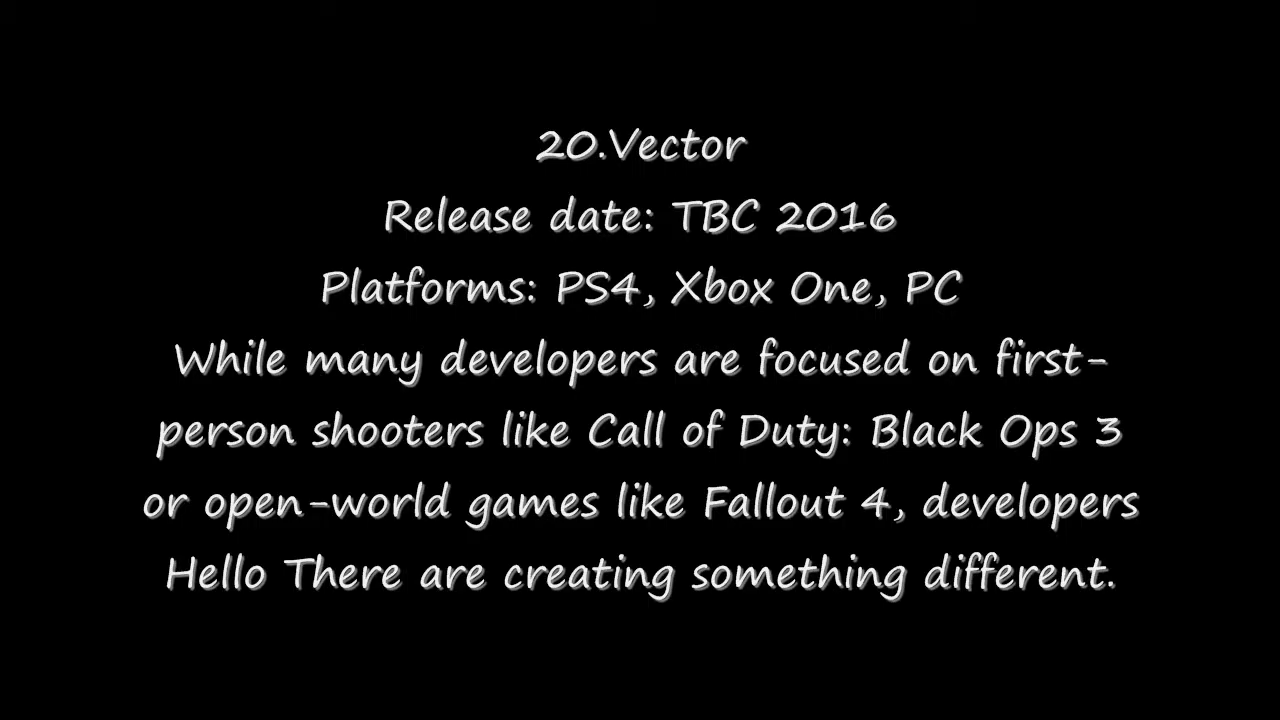 20.Vector
Release date: TBC 2016
Platforms: PS4, Xbox One, PC
While many developers are focused on first-
person shooters like Call of Duty: Black Ops 3
or open-world games like Fallout 4, developers
Hello There are creating something different.